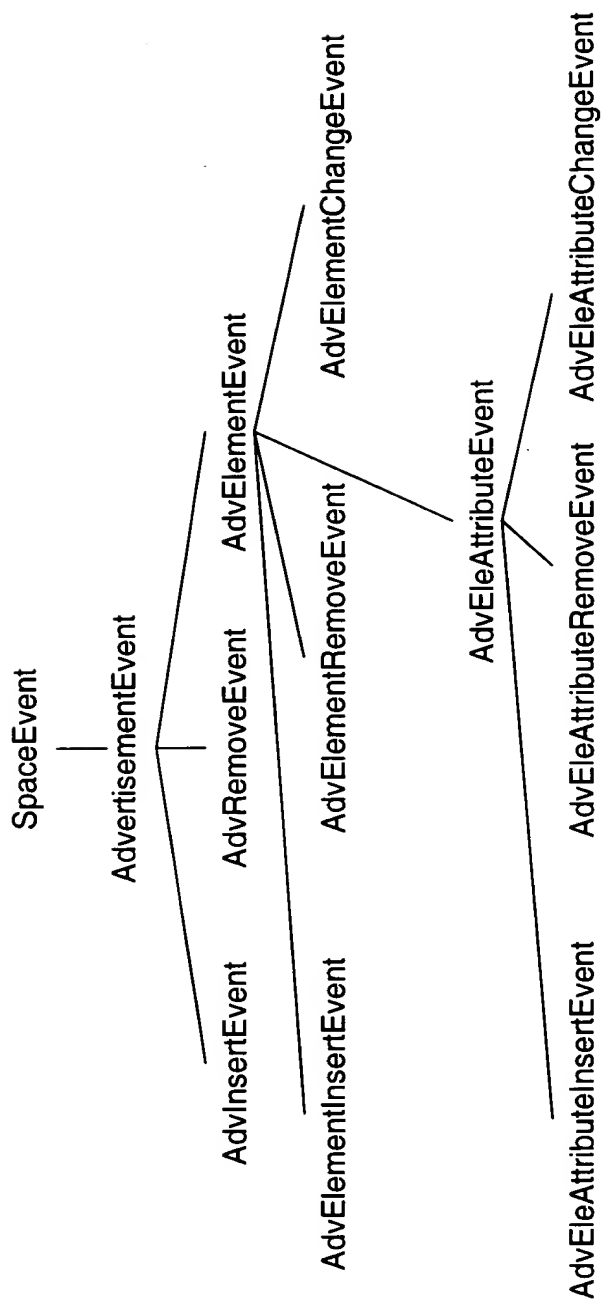 SpaceEvent
AdvertisementEvent
AdvInsertEvent
AdvRemoveEvent
AdvElementEvent
AdvElementInsertEvent
AdvElementRemoveEvent
AdvElementChangeEvent
AdvEleAttributeEvent
AdvEleAttributeInsertEvent
AdvEleAttributeRemoveEvent
AdvEleAttributeChangeEvent